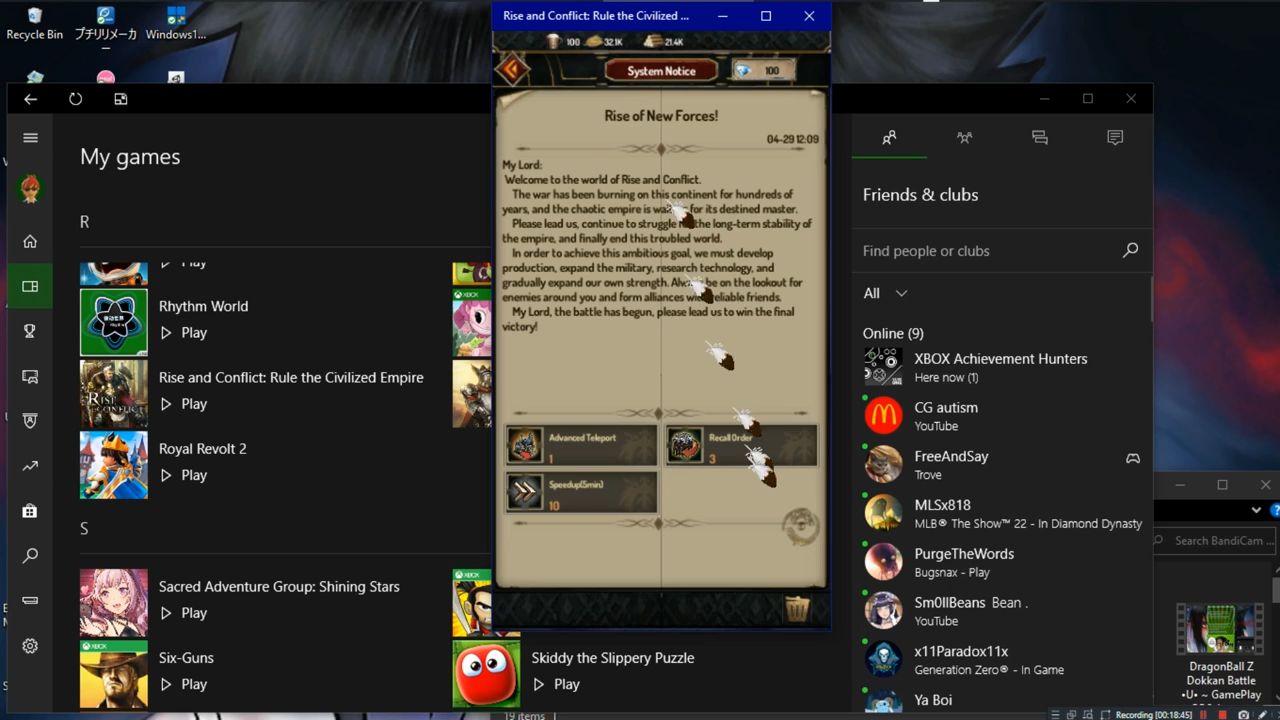 Recycle Bin
プチリリメーカー
Windows1...
Rise and Conflict: Rule the Civilized ...
100
32.1K
21.4K
System Notice
100
Rise of New Forces!
04-29 12:09
My Lord:
Welcome to the world of Rise and Conflict.
The war has been burning on this continent for hundreds of
years, and the chaotic empire is for its destined master.
Please lead us, continue to struggle the long-term stability of
the empire, and finally end this troubled world.
In order to achieve this ambitious goal, we must develop
production, expand the military, research technology, and
gradually expand our own strength. be on the lookout for
enemies around you and form alliances reliable friends.
My Lord, the battle has begun, please lead us to win the final
victory!
Advanced Teleport
1
Recall Order
3
Speedup(5min)
10
My games
R
Play
Rhythm World
Play
Rise and Conflict: Rule the Civilized Empire
Play
Royal Revolt 2
Play
S
Sacred Adventure Group: Shining Stars
Play
Six-Guns
Play
Skiddy the Slippery Puzzle
Play
XBOX
XBOX
XBOX
RISE
CONFLICT
Friends & clubs
Find people or clubs
All
Online (9)
XBOX Achievement Hunters
Here now (1)
CG autism
YouTube
FreeAndSay
Trove
MLSx818
MLB® The Show™ 22 - In Diamond Dynasty
PurgeTheWords
Bugsnax - Play
Sm0llBeans Bean .
YouTube
x11Paradox11x
Generation Zero® - In Game
Ya Boi
Search BandiCam ...
DragonBall Z
Dokkan Battle
•U• ~ GamePlay
19 items
Recording [00:18:45]